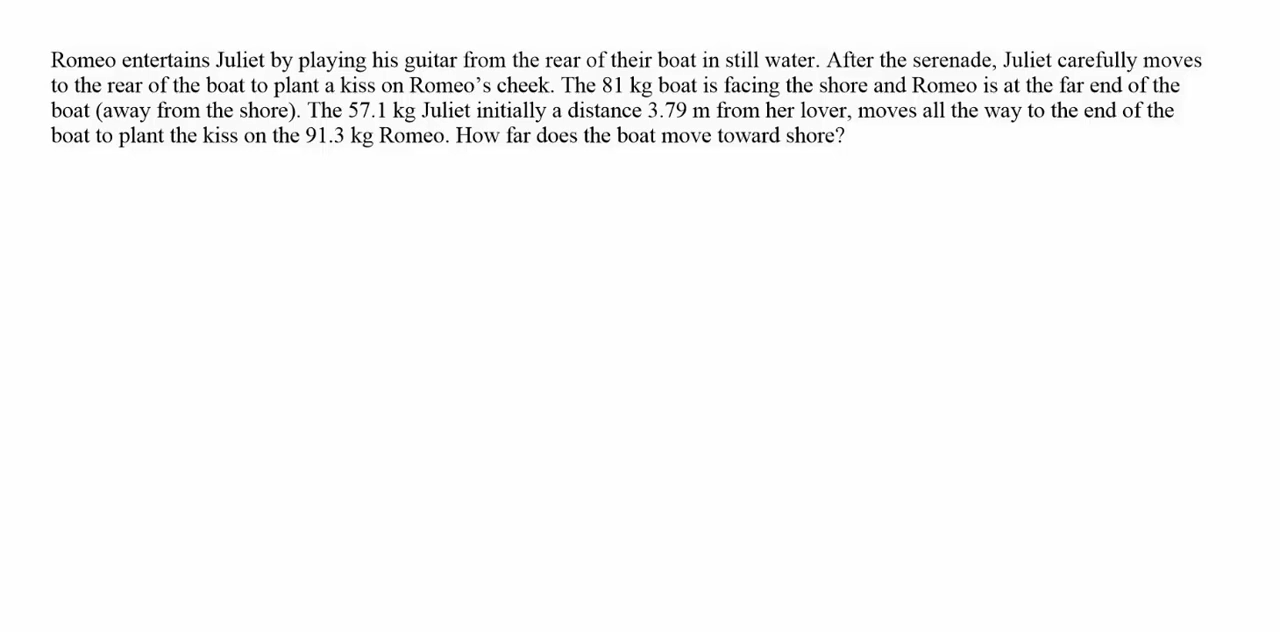 Romeo entertains Juliet by playing his guitar from the rear of their boat in still water. After the serenade, Juliet carefully moves
to the rear of the boat to plant a kiss on Romeo’s cheek. The 81 kg boat is facing the shore and Romeo is at the far end of the
boat (away from the shore). The 57.1 kg Juliet initially a distance 3.79 m from her lover, moves all the way to the end of the
boat to plant the kiss on the 91.3 kg Romeo. How far does the boat move toward shore?